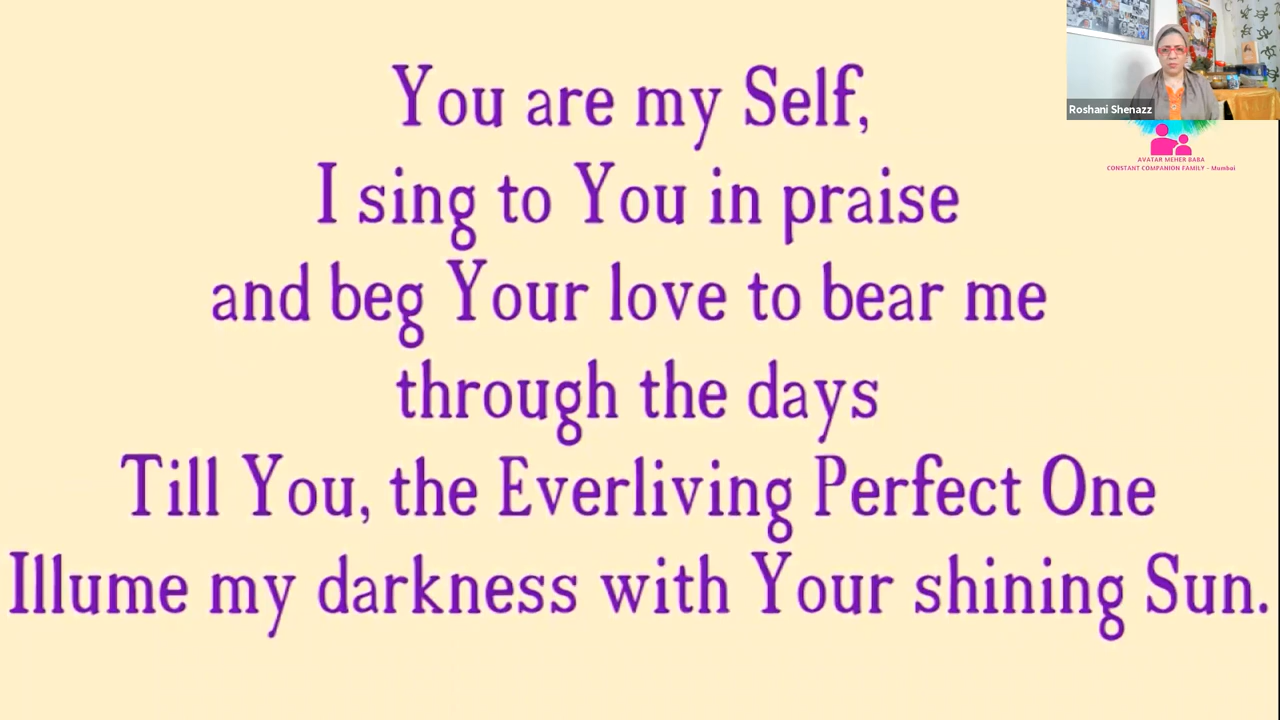 You are my Self,
I sing to You in praise
and beg Your love to bear me
through the days
Till You, the Everliving Perfect One
Illume my darkness with Your shining Sun.
Roshani Shenazz
AVATAR MEHER BABA
CONSTANT COMPANION FAMILY - Mumbai